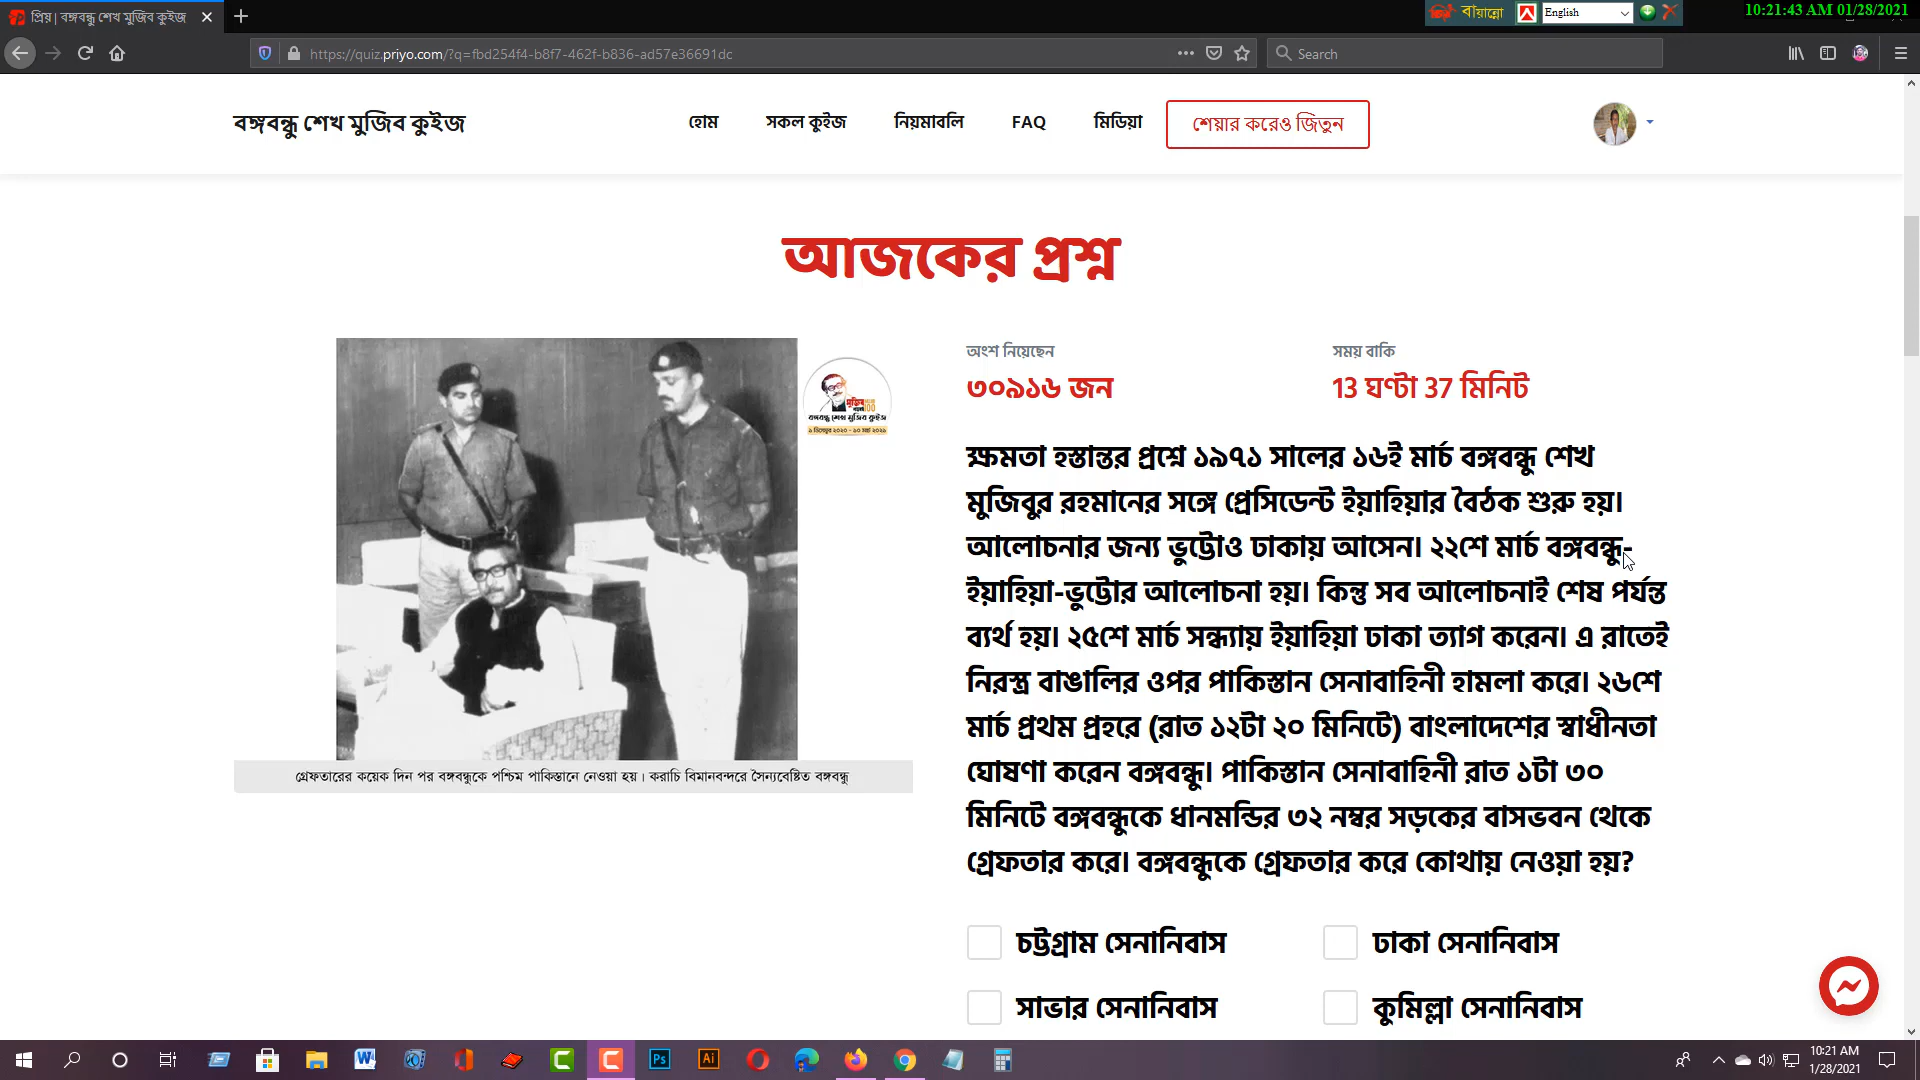 প্রিয় | বঙ্গবন্ধু শেখ মুজিব কুইজ
বায়ান্নো
English
10:21:43 AM 01/28/2021
https://quiz.priyo.com/?q=fbd254f4-b8f7-462f-b836-ad57e36691dc
Search
বঙ্গবন্ধু শেখ মুজিব কুইজ
হোম
সকল কুইজ
নিয়মাবলি
FAQ
মিডিয়া
শেয়ার করেও জিতুন
আজকের প্রশ্ন
অংশ নিয়েছেন
৩০৯১৬ জন
সময় বাকি
13 ঘণ্টা 37 মিনিট
বঙ্গবন্ধু শেখ মুজিব কুইজ
ক্ষমতা হস্তান্তর প্রশ্নে ১৯৭১ সালের ১৬ই মার্চ বঙ্গবন্ধু শেখ
মুজিবুর রহমানের সঙ্গে প্রেসিডেন্ট ইয়াহিয়ার বৈঠক শুরু হয়।
আলোচনার জন্য ভুট্টোও ঢাকায় আসেন। ২২শে মার্চ বঙ্গবন্ধু-
ইয়াহিয়া-ভুট্টোর আলোচনা হয়। কিন্তু সব আলোচনাই শেষ পর্যন্ত
ব্যর্থ হয়। ২৫শে মার্চ সন্ধ্যায় ইয়াহিয়া ঢাকা ত্যাগ করেন। এ রাতেই
নিরস্ত্র বাঙালির ওপর পাকিস্তান সেনাবাহিনী হামলা করে। ২৬শে
মার্চ প্রথম প্রহরে (রাত ১২টা ২০ মিনিটে) বাংলাদেশের স্বাধীনতা
ঘোষণা করেন বঙ্গবন্ধু। পাকিস্তান সেনাবাহিনী রাত ১টা ৩০
মিনিটে বঙ্গবন্ধুকে ধানমন্ডির ৩২ নম্বর সড়কের বাসভবন থেকে
গ্রেফতার করে। বঙ্গবন্ধুকে গ্রেফতার করে কোথায় নেওয়া হয়?
গ্রেফতারের কয়েক দিন পর বঙ্গবন্ধুকে পশ্চিম পাকিস্তানে নেওয়া হয়। করাচি বিমানবন্দরে সৈন্যবেষ্টিত বঙ্গবন্ধু
চট্টগ্রাম সেনানিবাস
ঢাকা সেনানিবাস
সাভার সেনানিবাস
কুমিল্লা সেনানিবাস
10:21 AM
1/28/2021